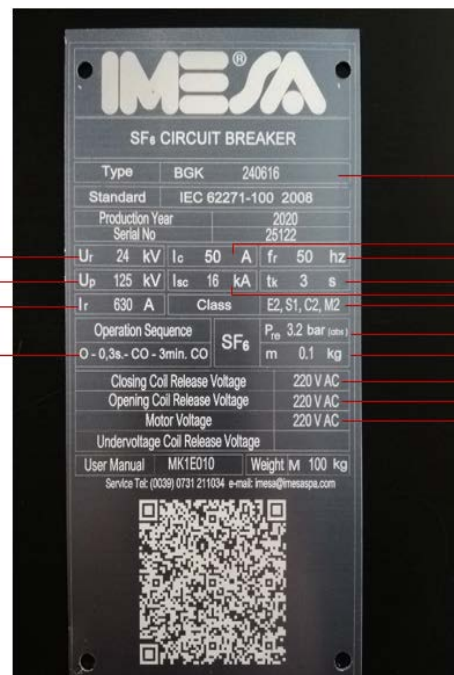 IMESA®
SF6 CIRCUIT BREAKER
Type BGK 240616
Standard IEC 62271-100 2008
Production Year 2020
Serial No 25122
Ur 24 kV Ic 50 A fr 50 hz
Up 125 kV Isc 16 kA tk 3 s
Ir 630 A Class E2, S1, C2, M2
Operation Sequence SF6 Pre 3.2 bar (abs)
O - 0,3s.- CO - 3min. CO m 0.1 kg
Closing Coil Release Voltage 220 V AC
Opening Coil Release Voltage 220 V AC
Motor Voltage 220 V AC
Undervoltage Coil Release Voltage
User Manual MK1E010 Weight M 100 kg
Service Tel: (0039) 0731 211034 e-mail: imesa@imesaspa.com